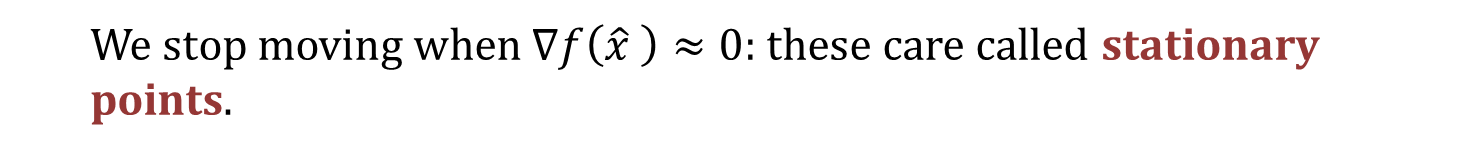 We stop moving when ∇f(x̂ ) ≈ 0: these care called stationary
points.